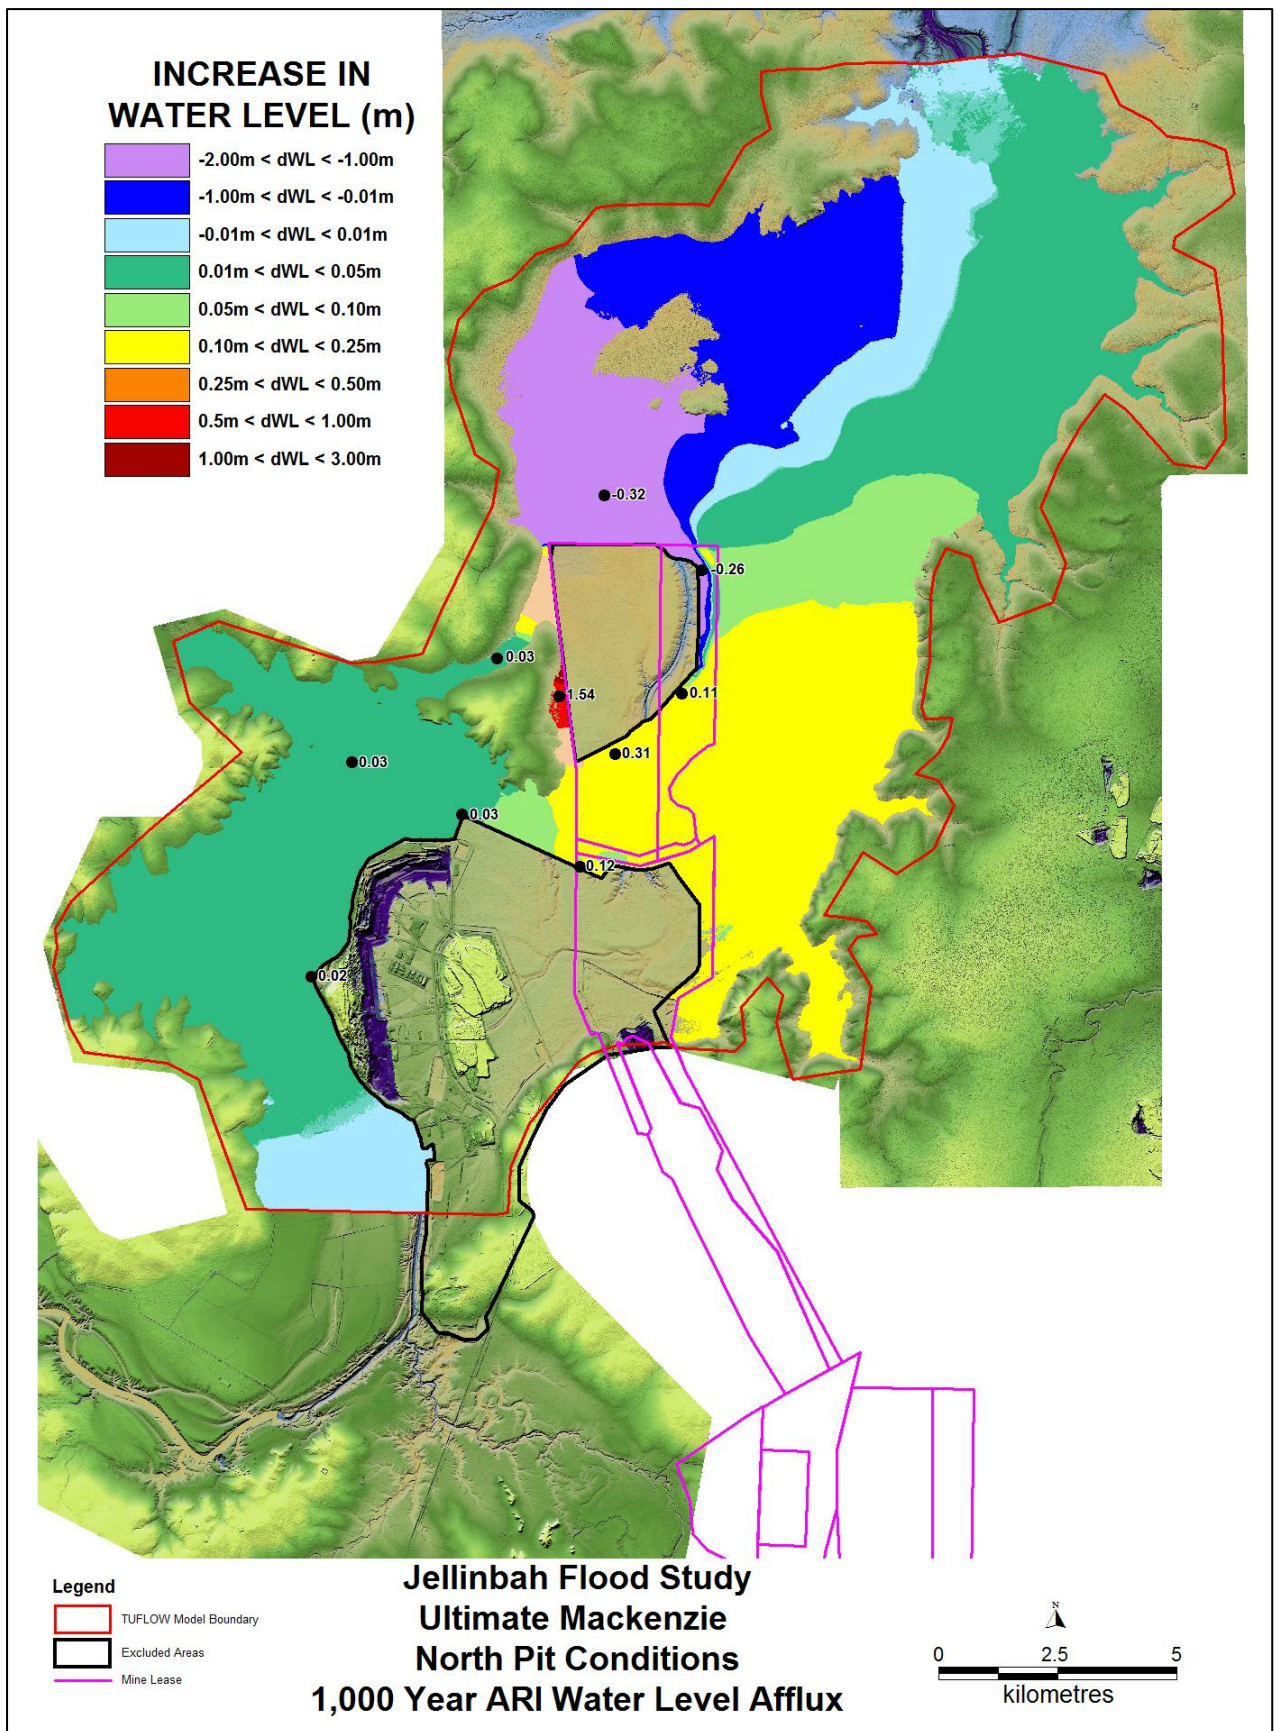 INCREASE IN
WATER LEVEL (m)
-2.00m < dWL < -1.00m
-1.00m < dWL < -0.01m
-0.01m < dWL < 0.01m
0.01m < dWL < 0.05m
0.05m < dWL < 0.10m
0.10m < dWL < 0.25m
0.25m < dWL < 0.50m
0.5m < dWL < 1.00m
1.00m < dWL < 3.00m
-0.32
-0.26
0.03
1.54
0.11
0.31
0.03
0.03
0.12
0.02
Legend
TUFLOW Model Boundary
Excluded Areas
Mine Lease
Jellinbah Flood Study
Ultimate Mackenzie
North Pit Conditions
1,000 Year ARI Water Level Afflux
N
0 2.5 5
kilometres